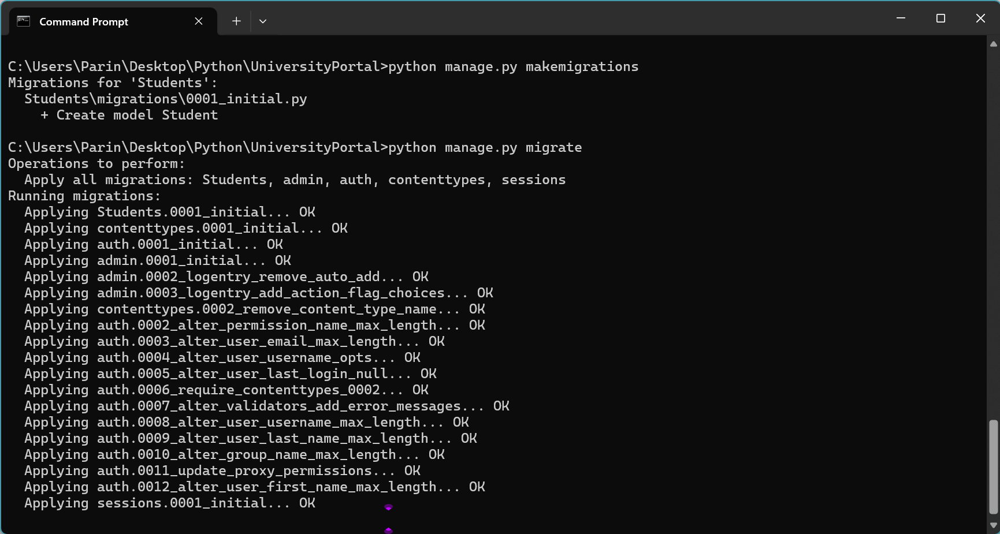 Command Prompt
C:\Users\Parin\Desktop\Python\UniversityPortal>python manage.py makemigrations
Migrations for 'Students':
  Students\migrations\0001_initial.py
    + Create model Student
C:\Users\Parin\Desktop\Python\UniversityPortal>python manage.py migrate
Operations to perform:
  Apply all migrations: Students, admin, auth, contenttypes, sessions
Running migrations:
  Applying Students.0001_initial... OK
  Applying contenttypes.0001_initial... OK
  Applying auth.0001_initial... OK
  Applying admin.0001_initial... OK
  Applying admin.0002_logentry_remove_auto_add... OK
  Applying admin.0003_logentry_add_action_flag_choices... OK
  Applying contenttypes.0002_remove_content_type_name... OK
  Applying auth.0002_alter_permission_name_max_length... OK
  Applying auth.0003_alter_user_email_max_length... OK
  Applying auth.0004_alter_user_username_opts... OK
  Applying auth.0005_alter_user_last_login_null... OK
  Applying auth.0006_require_contenttypes_0002... OK
  Applying auth.0007_alter_validators_add_error_messages... OK
  Applying auth.0008_alter_user_username_max_length... OK
  Applying auth.0009_alter_user_last_name_max_length... OK
  Applying auth.0010_alter_group_name_max_length... OK
  Applying auth.0011_update_proxy_permissions... OK
  Applying auth.0012_alter_user_first_name_max_length... OK
  Applying sessions.0001_initial... OK